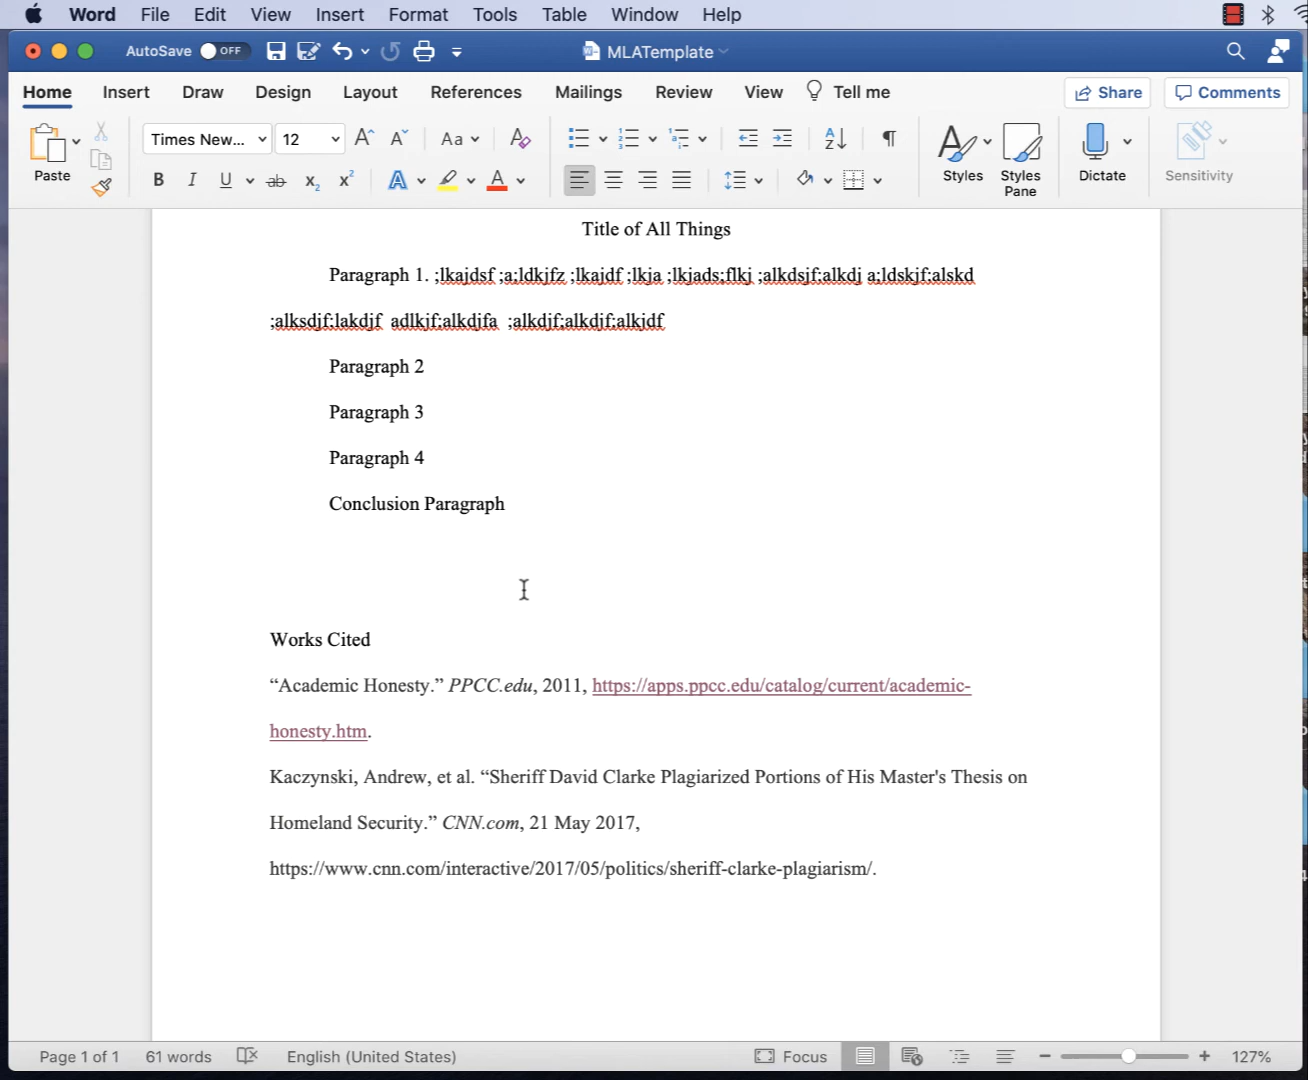 Word File Edit View Insert Format Tools Table Window Help
AutoSave OFF MLATemplate
Home Insert Draw Design Layout References Mailings Review View Tell me Share Comments
Times New... 12 Aa
Paste Styles Styles Pane Dictate Sensitivity
B I U ab x2 x2 A A
Title of All Things
Paragraph 1. ;lkajdsf ;a;ldkjfz ;lkajdf ;lkja ;lkjads;flkj ;alkdsjf;alkdj a;ldskjf;alskd
;alksdjf;lakdjf adlkjf;alkdjfa ;alkdjf;alkdjf;alkjdf
Paragraph 2
Paragraph 3
Paragraph 4
Conclusion Paragraph
Works Cited
“Academic Honesty.” PPCC.edu, 2011, https://apps.ppcc.edu/catalog/current/academic-
honesty.htm.
Kaczynski, Andrew, et al. “Sheriff David Clarke Plagiarized Portions of His Master's Thesis on
Homeland Security.” CNN.com, 21 May 2017,
https://www.cnn.com/interactive/2017/05/politics/sheriff-clarke-plagiarism/.
Page 1 of 1 61 words English (United States) Focus 127%